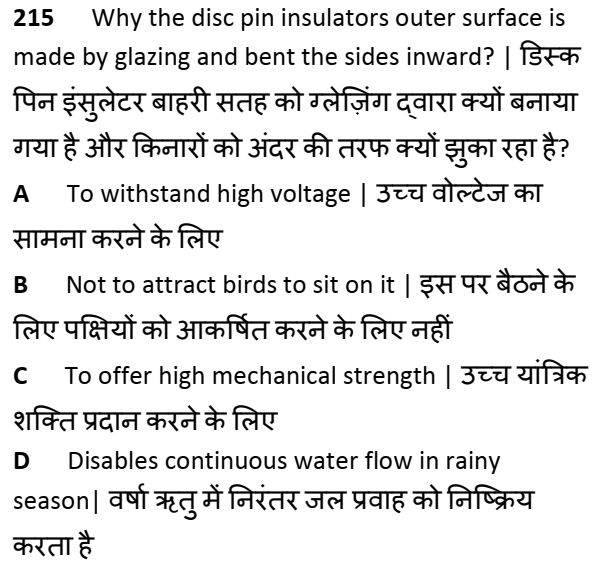 215 Why the disc pin insulators outer surface is
made by glazing and bent the sides inward? | डिस्क
पिन इंसुलेटर बाहरी सतह को ग्लेज़िंग द्वारा क्यों बनाया
गया है और किनारों को अंदर की तरफ क्यों झुका रहा है?
A To withstand high voltage | उच्च वोल्टेज का
सामना करने के लिए
B Not to attract birds to sit on it | इस पर बैठने के
लिए पक्षियों को आकर्षित करने के लिए नहीं
C To offer high mechanical strength | उच्च यांत्रिक
शक्ति प्रदान करने के लिए
D Disables continuous water flow in rainy
season| वर्षा ऋतु में निरंतर जल प्रवाह को निष्क्रिय
करता है